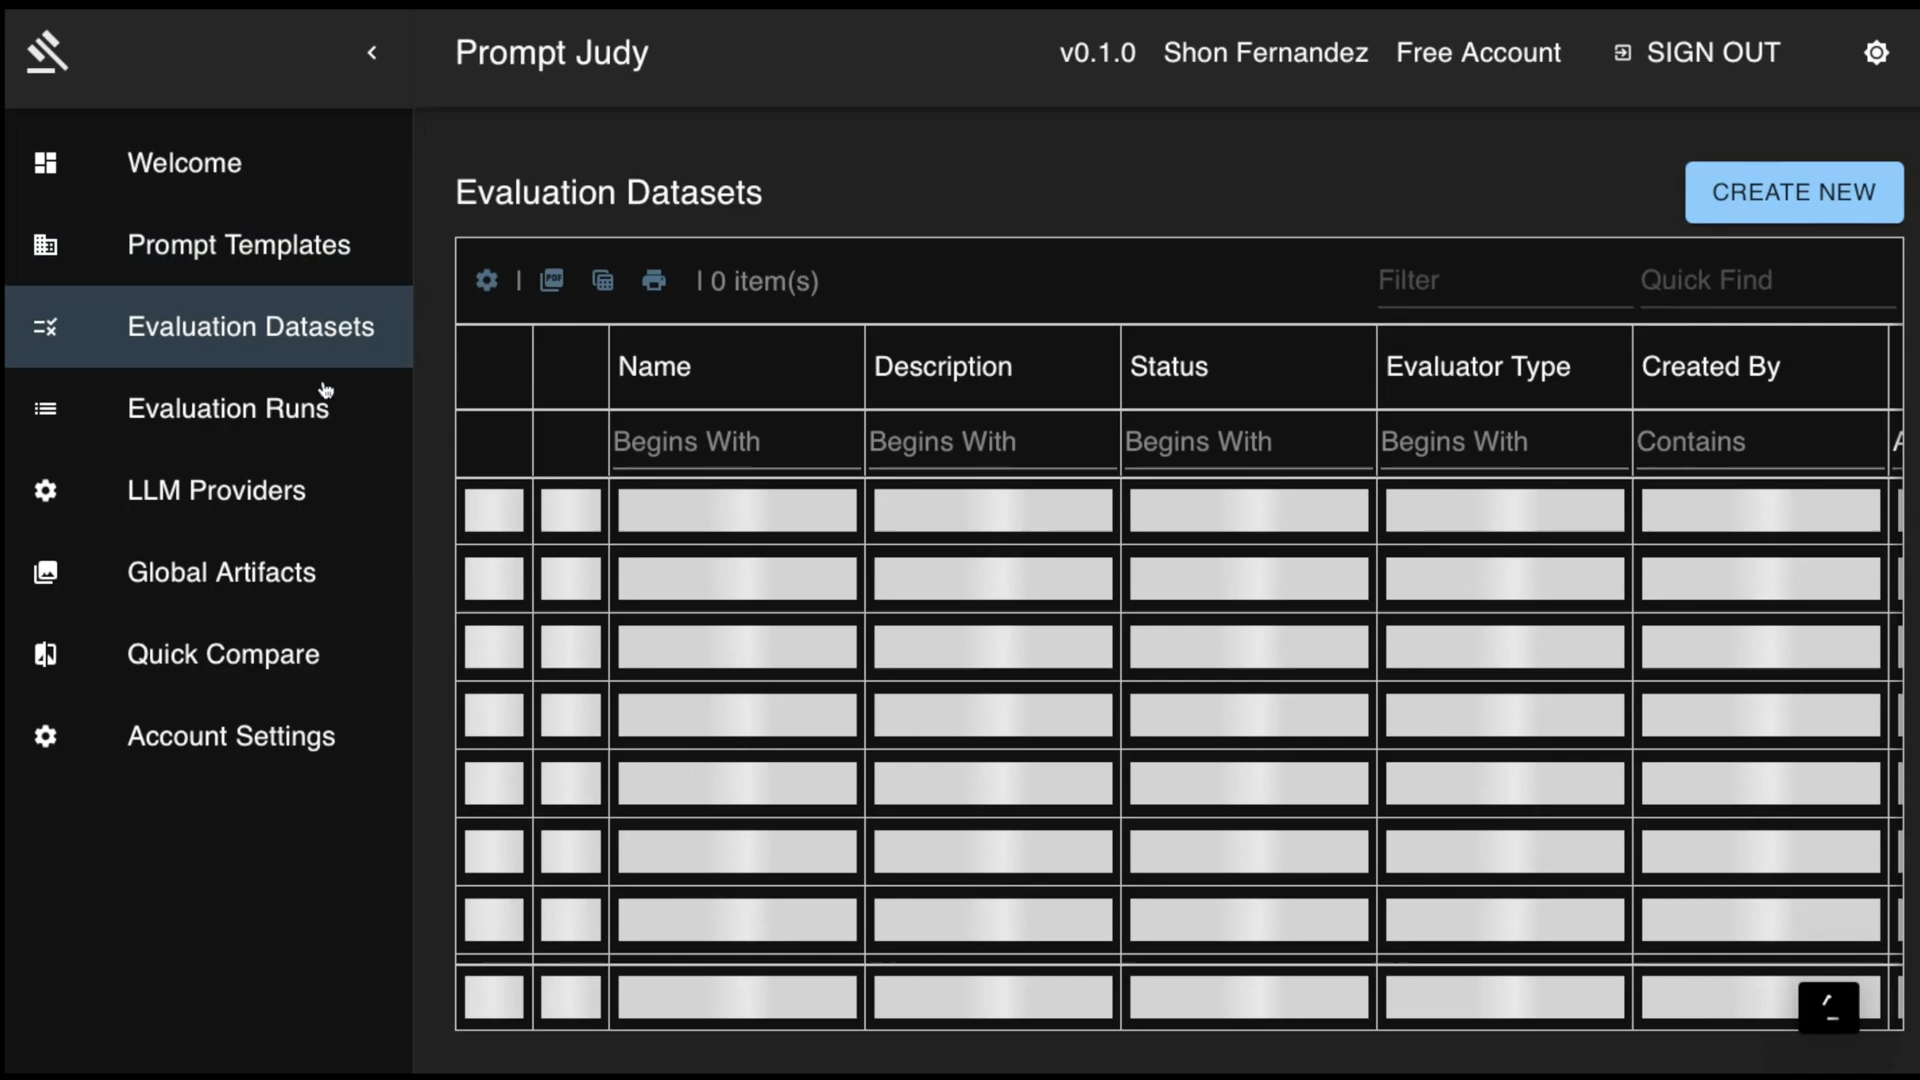 Prompt Judy
v0.1.0 Shon Fernandez Free Account SIGN OUT
Welcome
Prompt Templates
Evaluation Datasets
Evaluation Runs
LLM Providers
Global Artifacts
Quick Compare
Account Settings
Evaluation Datasets
CREATE NEW
| PDF | 0 item(s) Filter Quick Find
Name Description Status Evaluator Type Created By
Begins With Begins With Begins With Begins With Contains